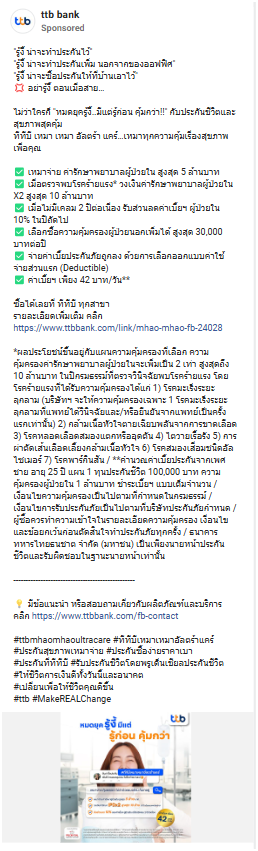 ttb bank
Sponsored
"รู้งี้ น่าจะทำประกันไว้"
"รู้งี้ น่าจะทำประกันเพิ่ม นอกจากของออฟฟิศ"
"รู้งี้ น่าจะซื้อประกันให้ที่บ้านเอาไว้"
💢 อย่ารู้งี้ ตอนเมื่อสาย...
ไม่ว่าใครก็ "หมดยุครู้งี้..มีแต่รู้ก่อน คุ้มกว่า!!" กับประกันชีวิตและ
สุขภาพสุดคุ้ม
ทีทีบี เหมา เหมา อัลตร้า แคร์...เหมาทุกความคุ้มเรื่องสุขภาพ
เพื่อคุณ
✅ เหมาจ่าย ค่ารักษาพยาบาลผู้ป่วยใน สูงสุด 5 ล้านบาท
✅ เมื่อตรวจพบโรคร้ายแรง* วงเงินค่ารักษาพยาบาลผู้ป่วยใน
X2 สูงสุด 10 ล้านบาท
✅ เมื่อไม่มีเคลม 2 ปีต่อเนื่อง รับส่วนลดค่าเบี้ยฯ ผู้ป่วยใน
10% ในปีถัดไป
✅ เลือกซื้อความคุ้มครองผู้ป่วยนอกเพิ่มได้ สูงสุด 30,000
บาทต่อปี
✅ จ่ายค่าเบี้ยประกันภัยถูกลง ด้วยการเลือกออกแบบค่าใช้
จ่ายส่วนแรก (Deductible)
✅ ค่าเบี้ยฯ เพียง 42 บาท/วัน**
ซื้อได้เลยที่ ทีทีบี ทุกสาขา
รายละเอียดเพิ่มเติม คลิก
https://www.ttbbank.com/link/mhao-mhao-fb-24028
*ผลประโยชน์ขึ้นอยู่กับแผนความคุ้มครองที่เลือก ความ
คุ้มครองค่ารักษาพยาบาลผู้ป่วยในจะเพิ่มเป็น 2 เท่า สูงสุดถึง
10 ล้านบาท ในปีกรมธรรม์ที่ตรวจวินิจฉัยพบโรคร้ายแรง โดย
โรคร้ายแรงที่ได้รับความคุ้มครองได้แก่ 1) โรคมะเร็งระยะ
ลุกลาม (บริษัทฯ จะให้ความคุ้มครองเฉพาะ 1 โรคมะเร็งระยะ
ลุกลามที่แพทย์ได้วินิจฉัยและ/หรือยืนยันจากแพทย์เป็นครั้ง
แรกเท่านั้น) 2) กล้ามเนื้อหัวใจตายเฉียบพลันจากการขาดเลือด
3) โรคหลอดเลือดสมองแตกหรืออุดตัน 4) ไตวายเรื้อรัง 5) การ
ผ่าตัดเส้นเลือดเลี้ยงกล้ามเนื้อหัวใจ 6) โรคสมองเสื่อมชนิดอัล
ไซเมอร์ 7) โรคพาร์กินสัน / **คำนวณค่าเบี้ยประกันจากเพศ
ชาย อายุ 25 ปี แผน 1 ทุนประกันชีวิต 100,000 บาท ความ
คุ้มครองผู้ป่วยใน 1 ล้านบาท ชำระเบี้ยฯ แบบเต็มจำนวน /
เงื่อนไขความคุ้มครองเป็นไปตามที่กำหนดในกรมธรรม์ /
เงื่อนไขการรับประกันภัยเป็นไปตามที่บริษัทประกันภัยกำหนด /
ผู้ซื้อควรทำความเข้าใจในรายละเอียดความคุ้มครอง เงื่อนไข
และข้อยกเว้นก่อนตัดสินใจทำประกันภัยทุกครั้ง / ธนาคาร
ทหารไทยธนชาต จำกัด (มหาชน) เป็นเพียงนายหน้าประกัน
ชีวิตและรับผิดชอบในฐานะนายหน้าเท่านั้น
-------------------------------------------
💡 มีข้อแนะนำ หรือสอบถามเกี่ยวกับผลิตภัณฑ์และบริการ
คลิก https://www.ttbbank.com/fb-contact
#ttbmhaomhaoultracare #ทีทีบีเหมาเหมาอัลตร้าแคร์
#ประกันสุขภาพเหมาจ่าย #ประกันซื้อง่ายราคาเบา
#ประกันที่ทีทีบี #รับประกันชีวิตโดยพรูเด็นเชียลประกันชีวิต
#ให้ชีวิตการเงินดีทั้งวันนี้และอนาคต
#เปลี่ยนเพื่อให้ชีวิตคุณดีขึ้น
#ttb #MakeREALChange
ttb
หมดยุค รู้งี้ มีแต่
รู้ก่อน คุ้มกว่า
42